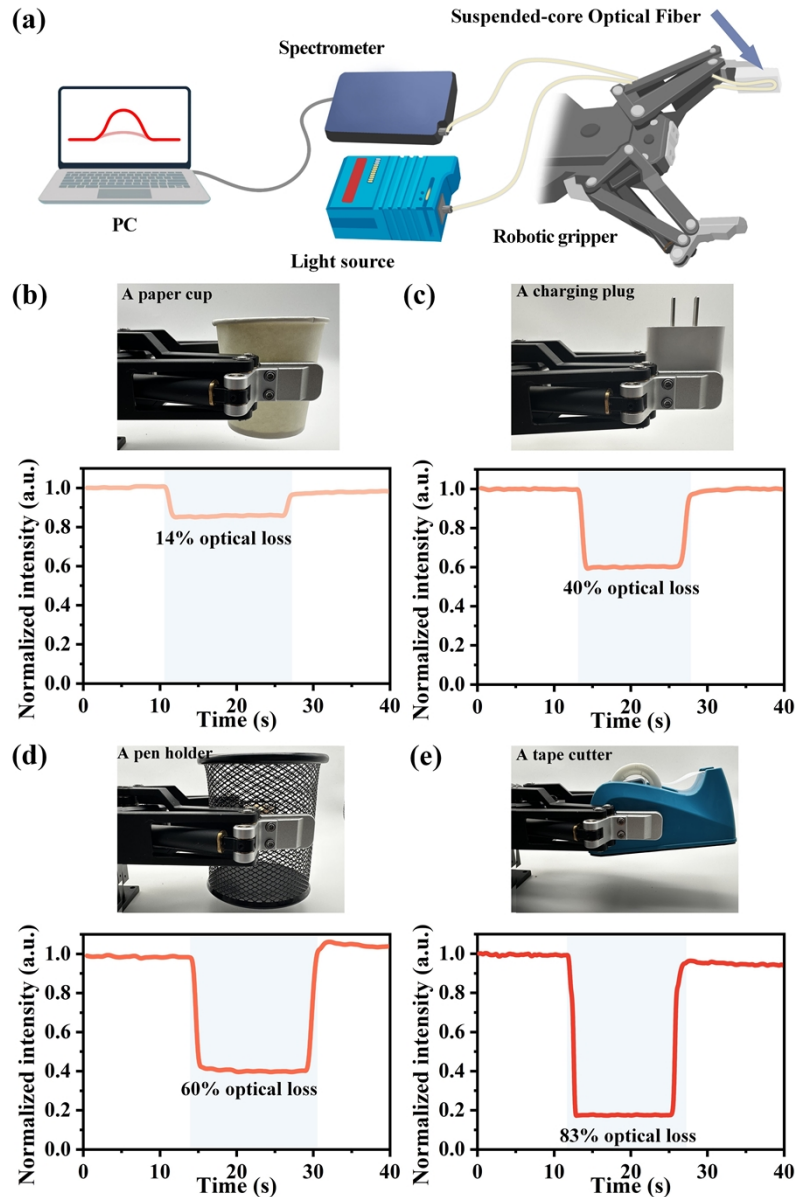 (a)
Suspended-core Optical Fiber
Spectrometer
PC
Light source
Robotic gripper
(b)
A paper cup
Normalized intensity (a.u.)
1.0
0.8
0.6
0.4
0.2
0.0
14% optical loss
0 10 20 30 40
Time (s)
(c)
A charging plug
Normalized intensity (a.u.)
1.0
0.8
0.6
0.4
0.2
0.0
40% optical loss
0 10 20 30 40
Time (s)
(d)
A pen holder
Normalized intensity (a.u.)
1.0
0.8
0.6
0.4
0.2
0.0
60% optical loss
0 10 20 30 40
Time (s)
(e)
A tape cutter
Normalized intensity (a.u.)
1.0
0.8
0.6
0.4
0.2
0.0
83% optical loss
0 10 20 30 40
Time (s)